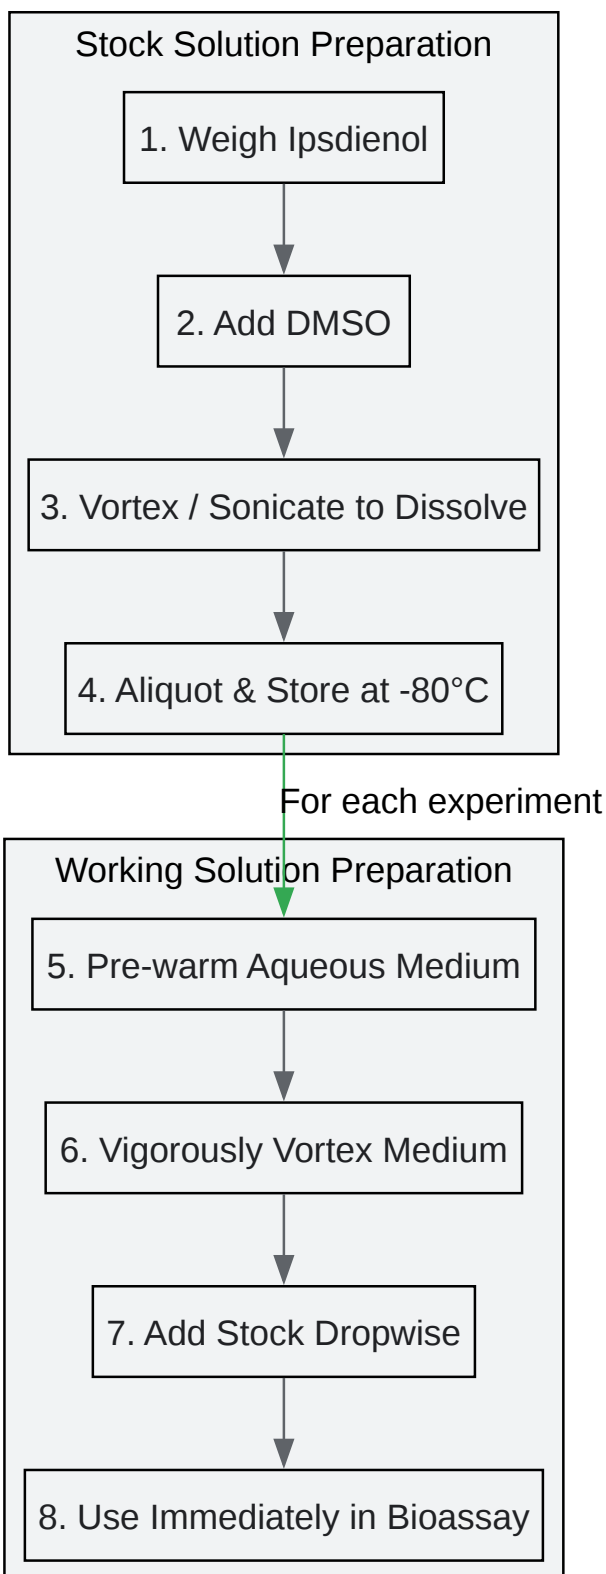 Stock Solution Preparation
1. Weigh Ipsdienol
2. Add DMSO
3. Vortex / Sonicate to Dissolve
4. Aliquot & Store at -80°C
For each experiment
Working Solution Preparation
5. Pre-warm Aqueous Medium
6. Vigorously Vortex Medium
7. Add Stock Dropwise
8. Use Immediately in Bioassay